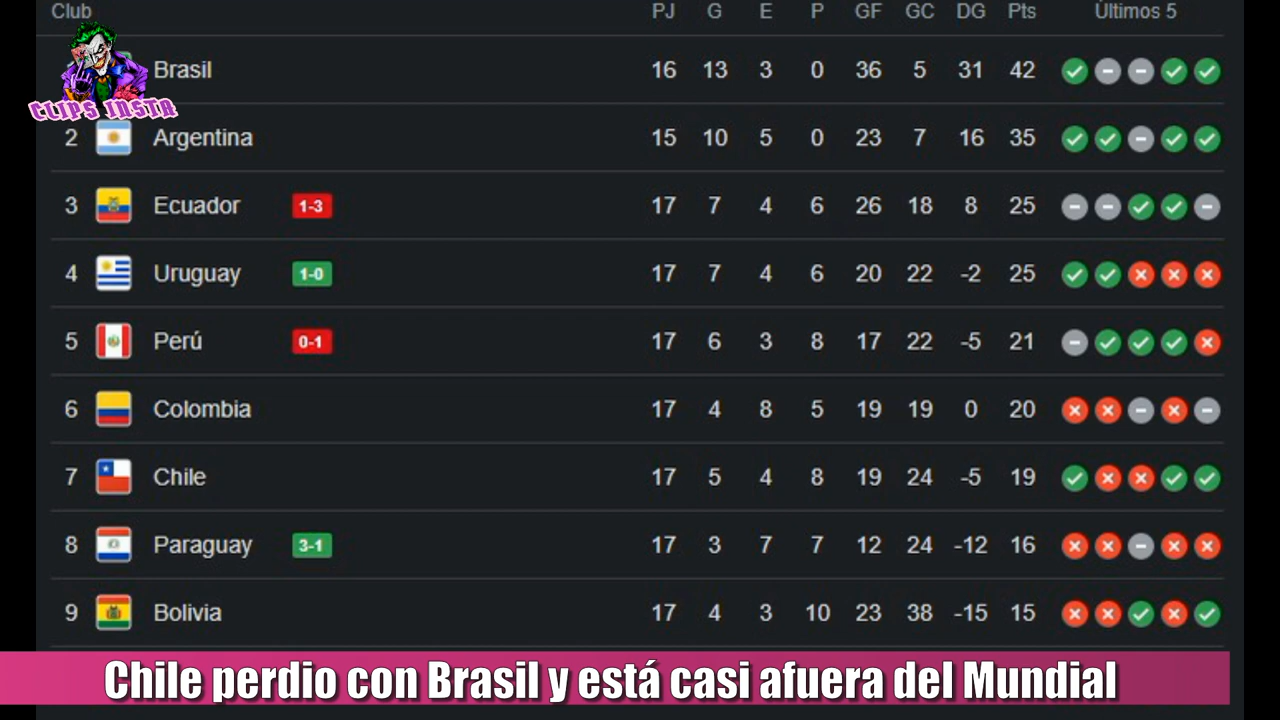 Club PJ G E P GF GC DG Pts Últimos 5
Brasil 16 13 3 0 36 5 31 42
CLIPS INSTA
2 Argentina 15 10 5 0 23 7 16 35
3 Ecuador 1-3 17 7 4 6 26 18 8 25
4 Uruguay 1-0 17 7 4 6 20 22 -2 25
5 Perú 0-1 17 6 3 8 17 22 -5 21
6 Colombia 17 4 8 5 19 19 0 20
7 Chile 17 5 4 8 19 24 -5 19
8 Paraguay 3-1 17 3 7 7 12 24 -12 16
9 Bolivia 17 4 3 10 23 38 -15 15
Chile perdio con Brasil y está casi afuera del Mundial